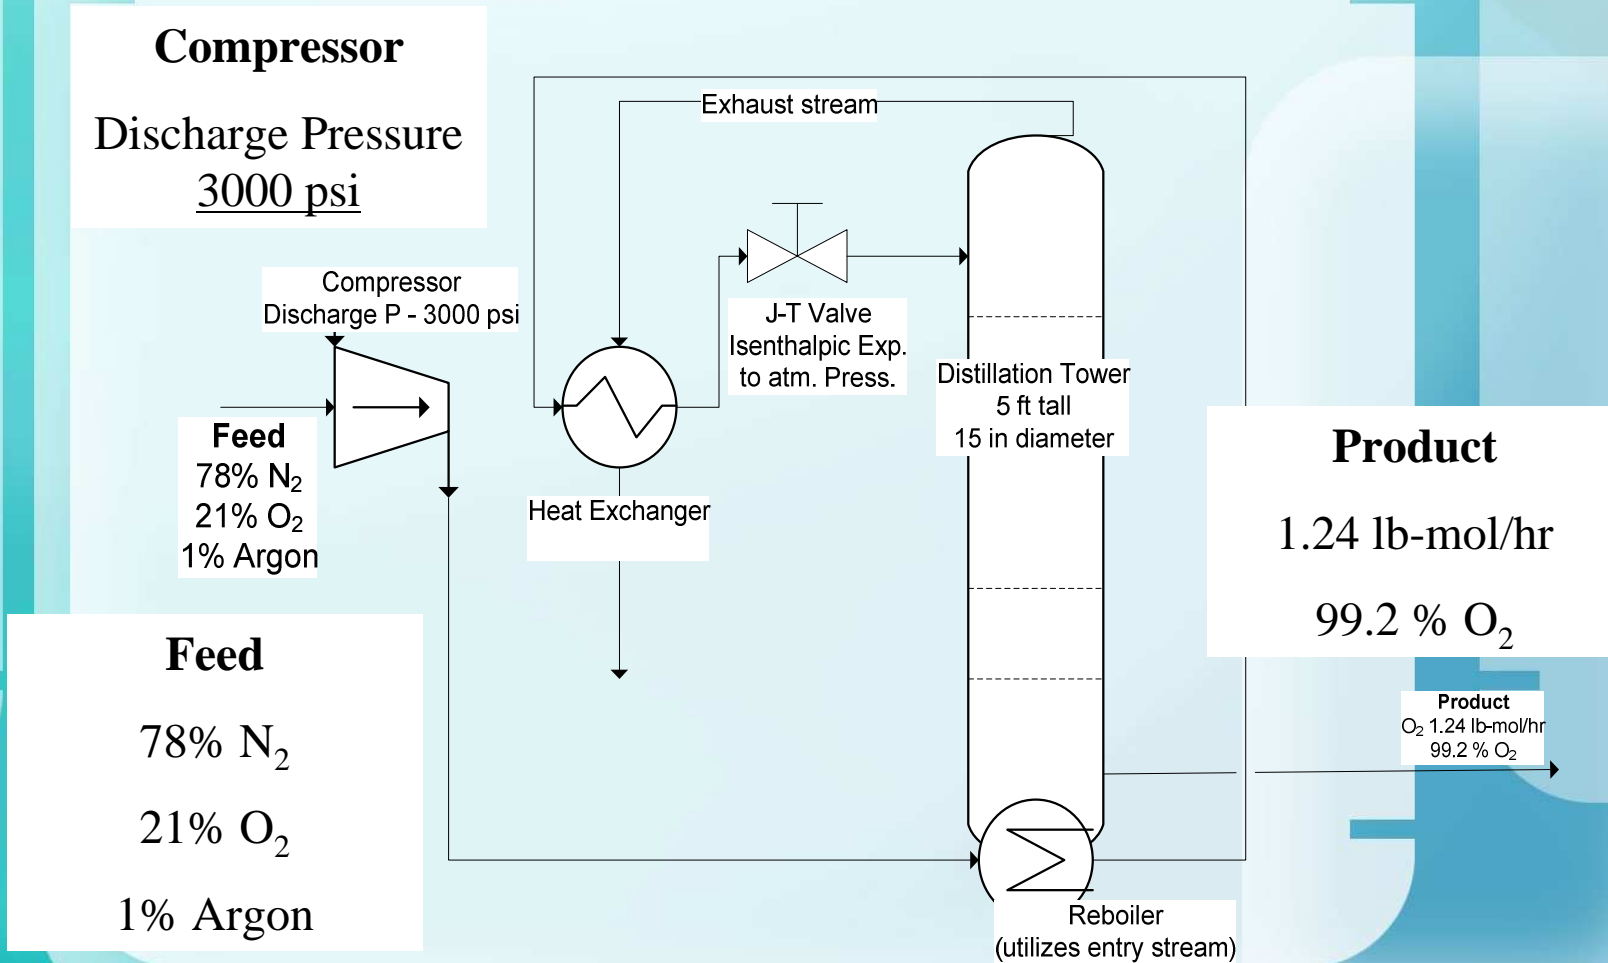 Compressor
Discharge Pressure
3000 psi
Exhaust stream
Compressor
Discharge P - 3000 psi
J-T Valve
Isenthalpic Exp.
to atm. Press.
Distillation Tower
5 ft tall
15 in diameter
Feed
78% N₂
21% O₂
1% Argon
Heat Exchanger
Product
1.24 lb-mol/hr
99.2 % O₂
Feed
78% N₂
21% O₂
1% Argon
Product
O₂ 1.24 lb-mol/hr
99.2 % O₂
Reboiler
(utilizes entry stream)